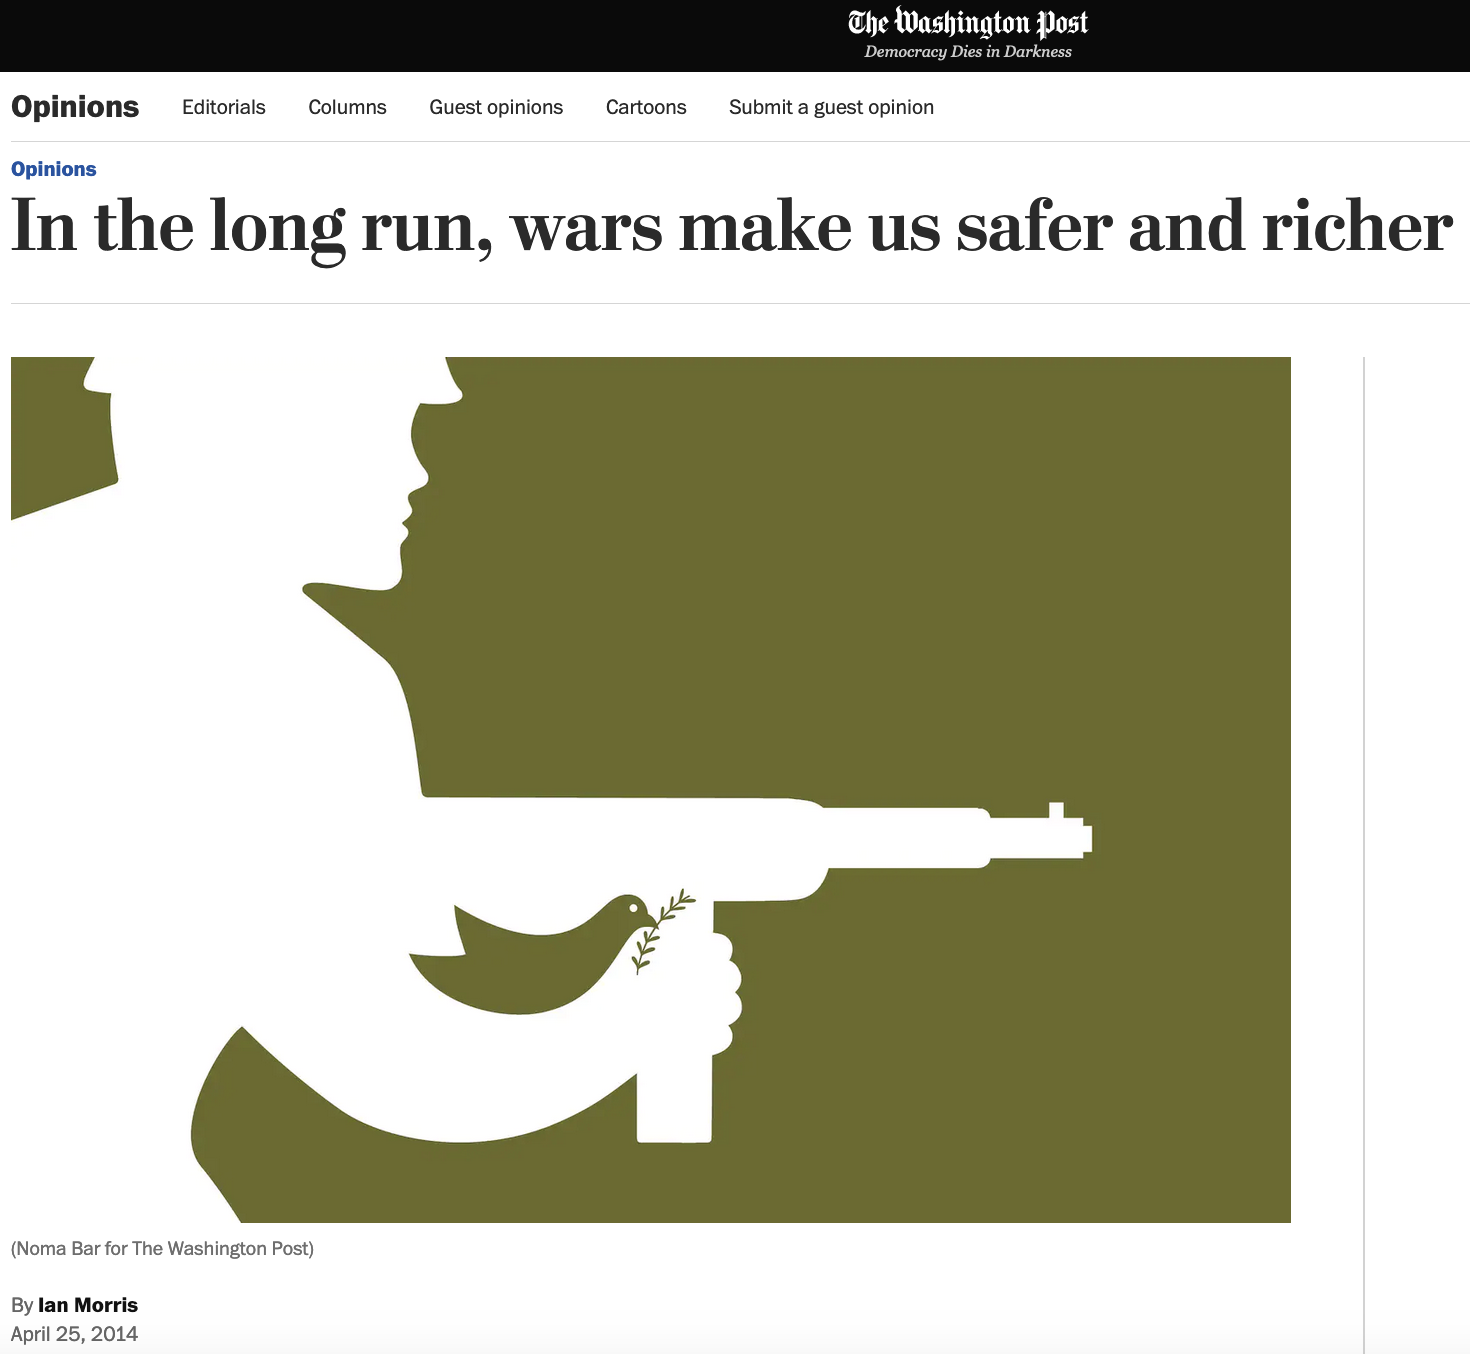 The Washington Post
Democracy Dies in Darkness
Opinions Editorials Columns Guest opinions Cartoons Submit a guest opinion
Opinions
In the long run, wars make us safer and richer
(Noma Bar for The Washington Post)
By Ian Morris
April 25, 2014